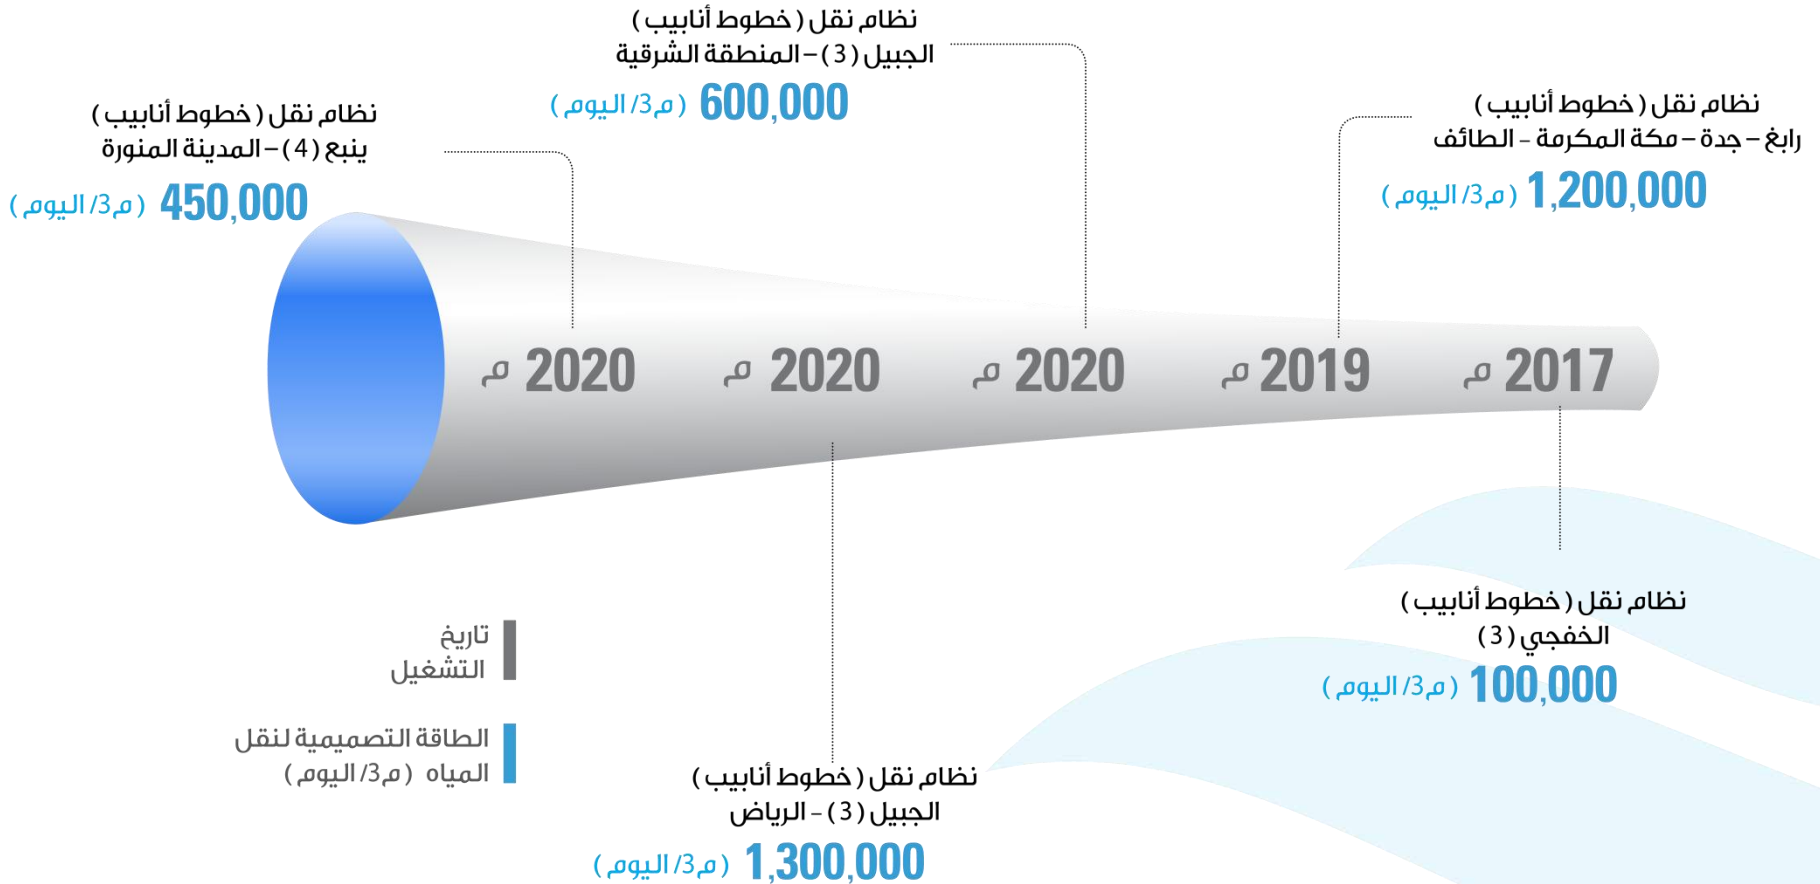 نظام نقل (خطوط أنابيب)
الجبيل (3) – المنطقة الشرقية
600,000 (م3/ اليوم)
نظام نقل (خطوط أنابيب)
رابغ – جدة – مكة المكرمة - الطائف
1,200,000 (م3/ اليوم)
نظام نقل (خطوط أنابيب)
ينبع (4) – المدينة المنورة
450,000 (م3/ اليوم)
2017 م
2019 م
2020 م
2020 م
2020 م
نظام نقل (خطوط أنابيب)
الخفجي (3)
100,000 (م3/ اليوم)
نظام نقل (خطوط أنابيب)
الجبيل (3) - الرياض
1,300,000 (م3/ اليوم)
تاريخ
التشغيل
الطاقة التصميمية لنقل
المياه (م3/ اليوم)